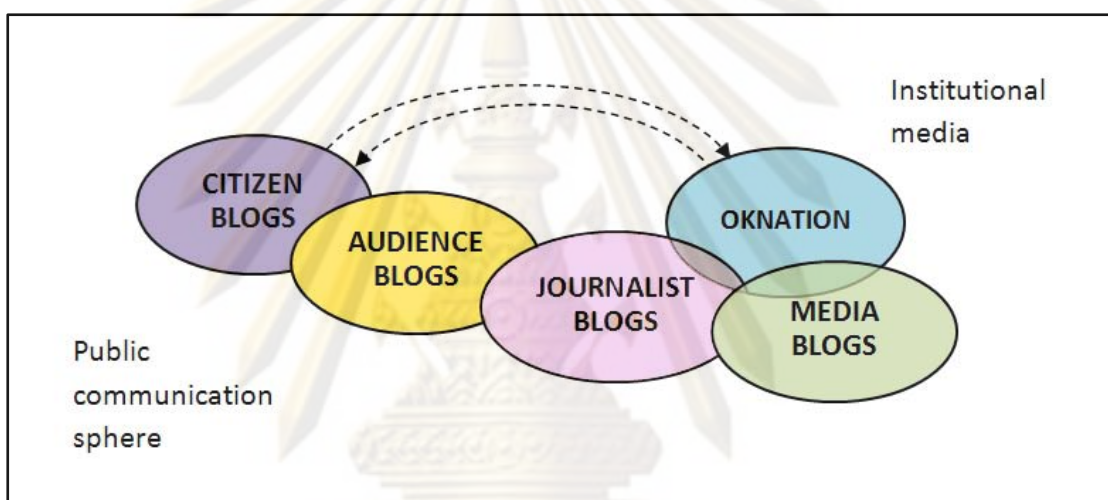 Institutional
media
CITIZEN
BLOGS
AUDIENCE
BLOGS
JOURNALIST
BLOGS
OKNATION
MEDIA
BLOGS
Public
communication
sphere